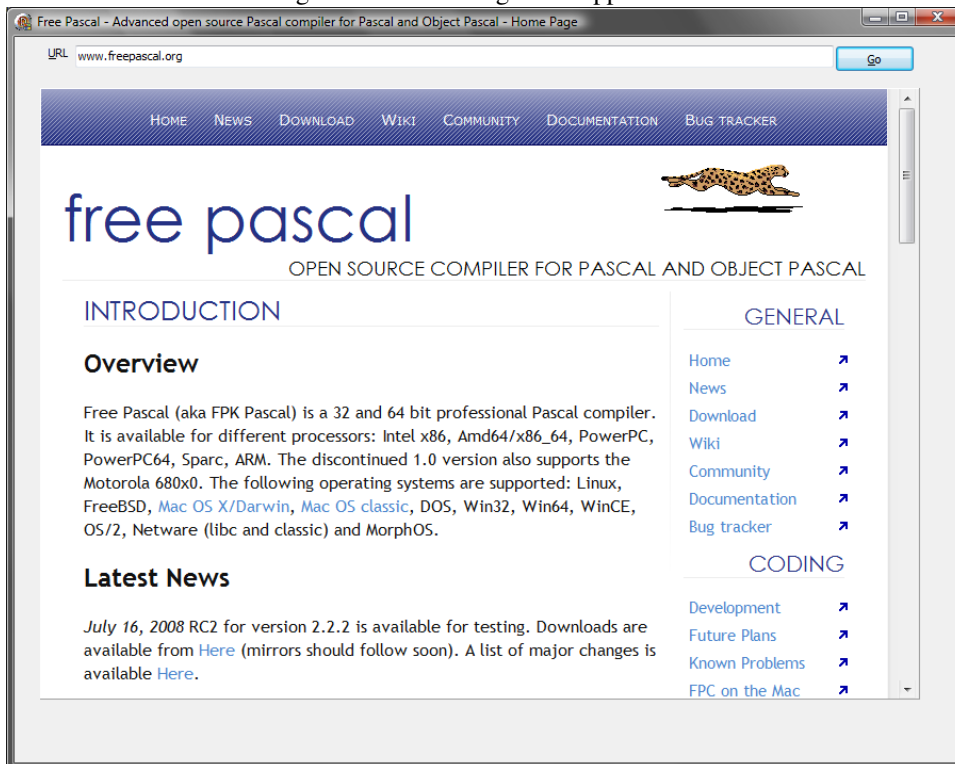 Free Pascal - Advanced open source Pascal compiler for Pascal and Object Pascal - Home Page
URL www.freepascal.org Go
HOME NEWS DOWNLOAD WIKI COMMUNITY DOCUMENTATION BUG TRACKER
free pascal
OPEN SOURCE COMPILER FOR PASCAL AND OBJECT PASCAL
INTRODUCTION
Overview
Free Pascal (aka FPK Pascal) is a 32 and 64 bit professional Pascal compiler.
It is available for different processors: Intel x86, Amd64/x86_64, PowerPC,
PowerPC64, Sparc, ARM. The discontinued 1.0 version also supports the
Motorola 680x0. The following operating systems are supported: Linux,
FreeBSD, Mac OS X/Darwin, Mac OS classic, DOS, Win32, Win64, WinCE,
OS/2, Netware (libc and classic) and MorphOS.
Latest News
July 16, 2008 RC2 for version 2.2.2 is available for testing. Downloads are
available from Here (mirrors should follow soon). A list of major changes is
available Here.
GENERAL
Home
News
Download
Wiki
Community
Documentation
Bug tracker
CODING
Development
Future Plans
Known Problems
FPC on the Mac